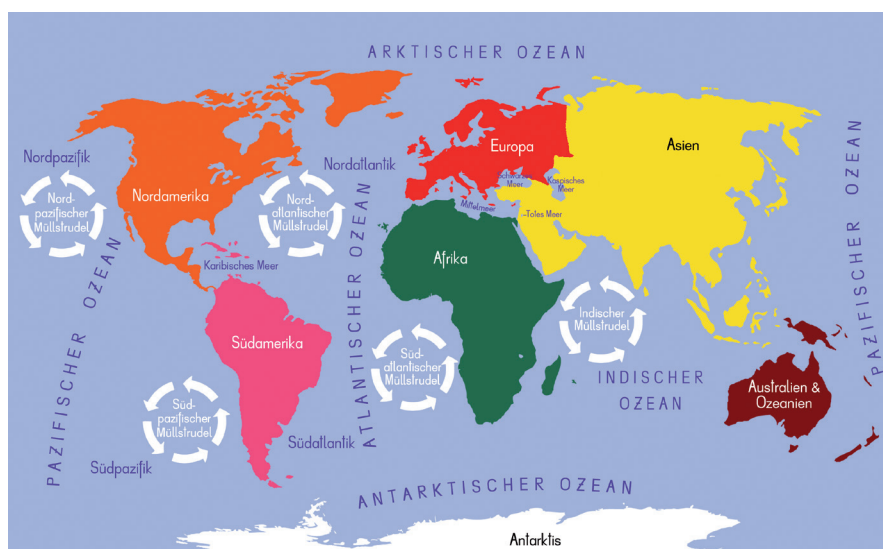 ARKTISCHER OZEAN
Nordpazifik
Nordatlantik
Europa
Asien
Schwarzes
Meer
Kaspisches
Meer
Nordamerika
Nord-
pazifischer
Müllstrudel
Nord-
atlantischer
Müllstrudel
Mittelmeer
Totes Meer
PAZIFISCHER OZEAN
Karibisches Meer
Afrika
ATLANTISCHER OZEAN
PAZIFISCHER OZEAN
Indischer
Müllstrudel
Südamerika
Süd-
atlantischer
Müllstrudel
INDISCHER
OZEAN
Australien &
Ozeanien
Süd-
pazifischer
Müllstrudel
Südatlantik
Südpazifik
ANTARKTISCHER OZEAN
Antarktis